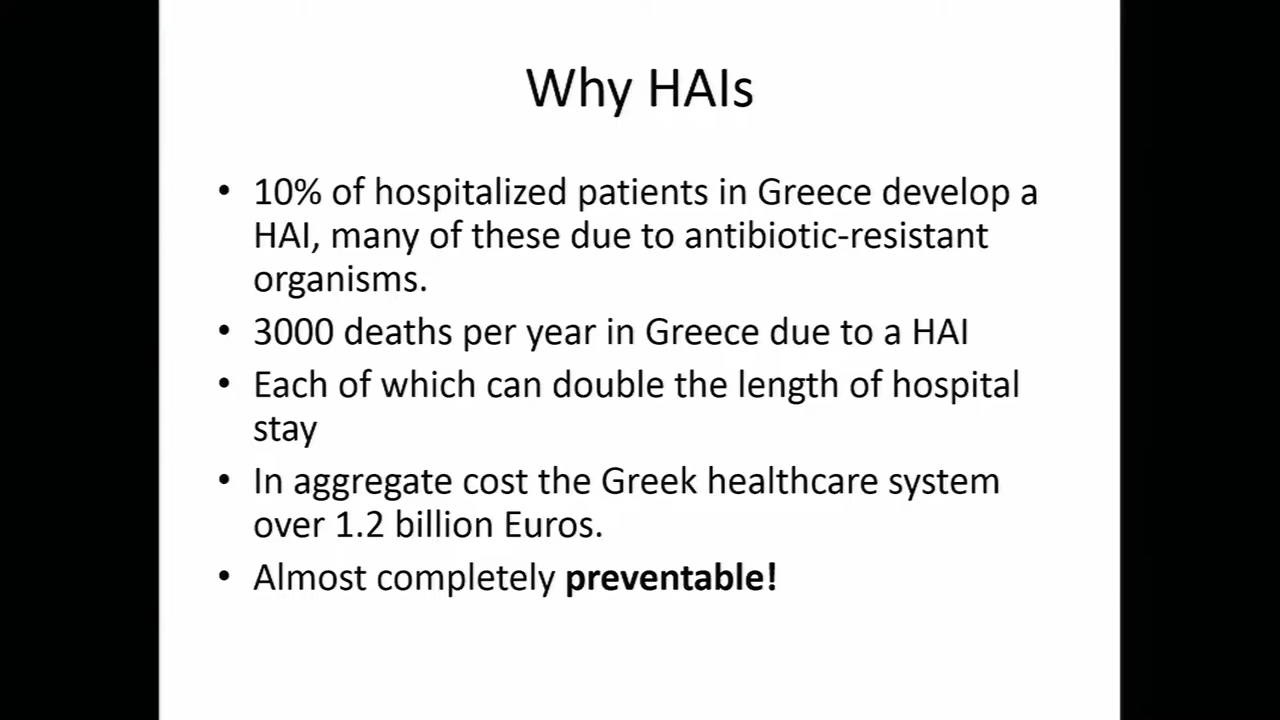 Why HAIs
• 10% of hospitalized patients in Greece develop a
HAI, many of these due to antibiotic-resistant
organisms.
• 3000 deaths per year in Greece due to a HAI
• Each of which can double the length of hospital
stay
• In aggregate cost the Greek healthcare system
over 1.2 billion Euros.
• Almost completely preventable!